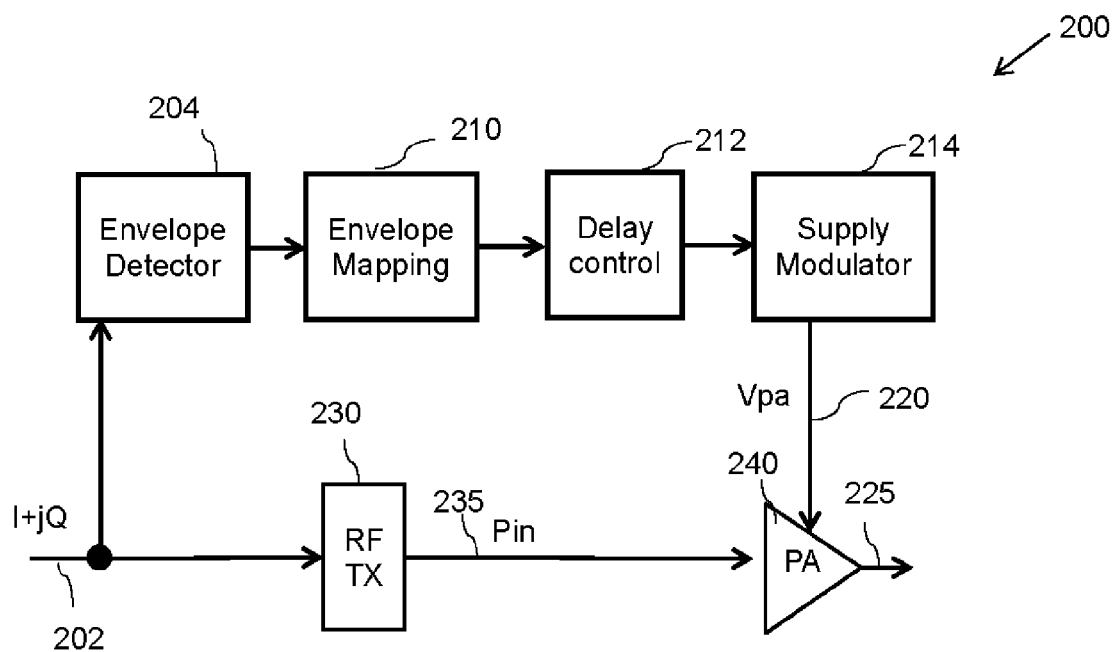 200
204
210
212
214
Envelope
Detector
Envelope
Mapping
Delay
control
Supply
Modulator
Vpa
220
230
235
240
225
I+jQ
RF
TX
Pin
PA
202